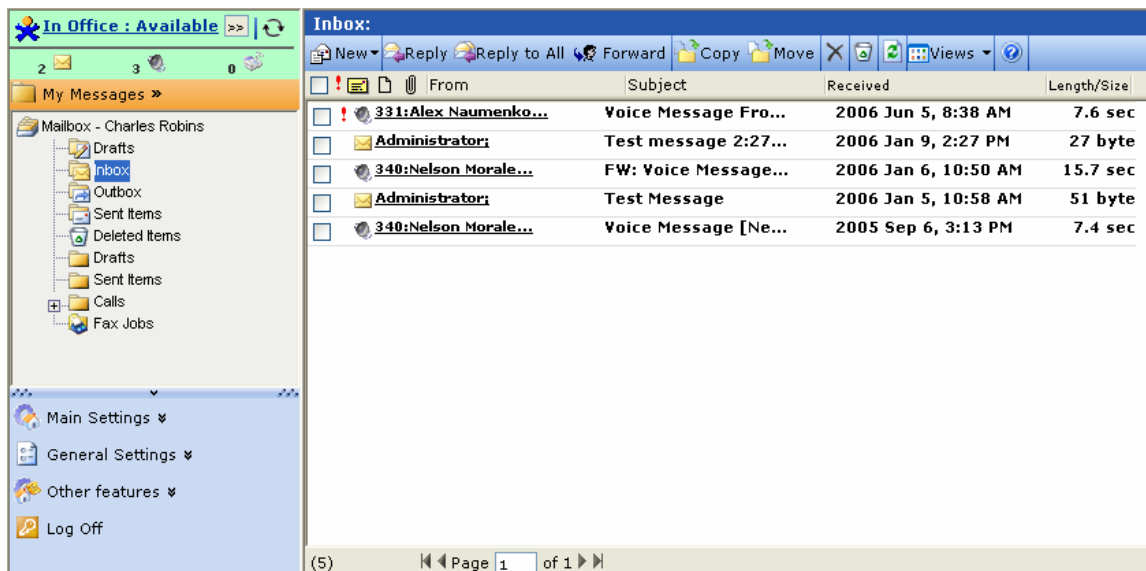 In Office : Available >>
2 3 0
My Messages »
Mailbox - Charles Robins
Drafts
Inbox
Outbox
Sent Items
Deleted Items
Drafts
Sent Items
Calls
Fax Jobs
Main Settings
General Settings
Other features
Log Off
Inbox:
New Reply Reply to All Forward Copy Move Views
From Subject Received Length/Size
331:Alex Naumenko... Voice Message Fro... 2006 Jun 5, 8:38 AM 7.6 sec
Administrator; Test message 2:27... 2006 Jan 9, 2:27 PM 27 byte
340:Nelson Morale... FW: Voice Message... 2006 Jan 6, 10:50 AM 15.7 sec
Administrator; Test Message 2006 Jan 5, 10:58 AM 51 byte
340:Nelson Morale... Voice Message [Ne... 2005 Sep 6, 3:13 PM 7.4 sec
(5) Page 1 of 1